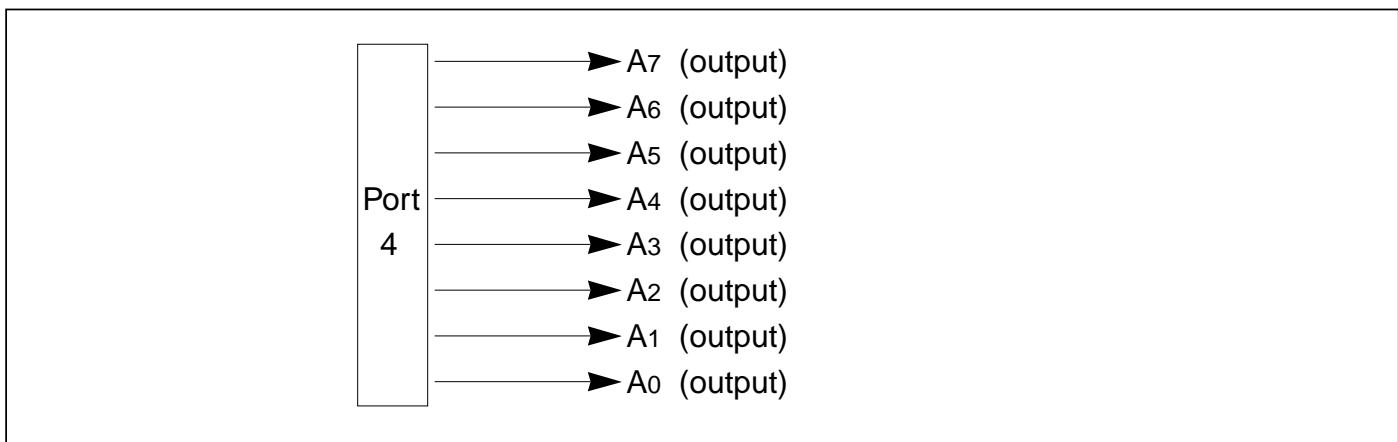 A7 (output)
A6 (output)
A5 (output)
Port
A4 (output)
4
A3 (output)
A2 (output)
A1 (output)
A0 (output)